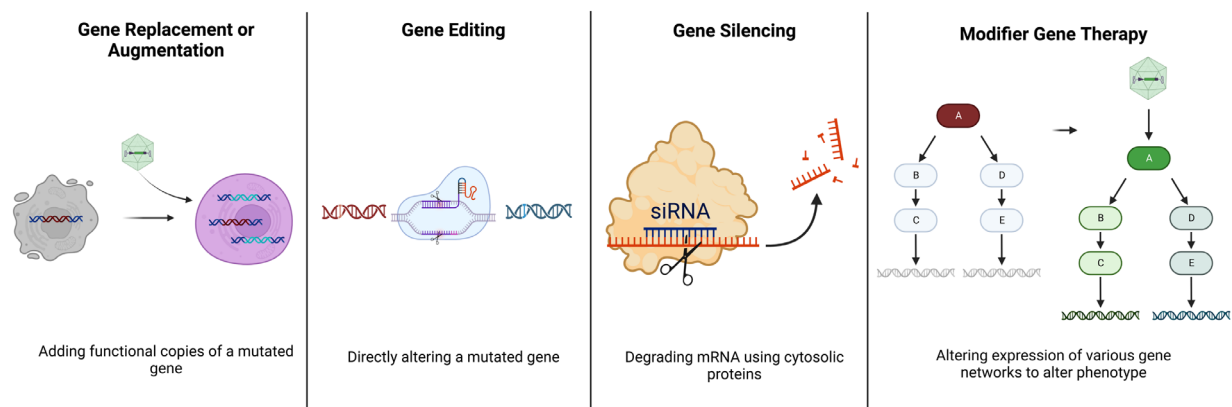 Gene Replacement or
Augmentation
Adding functional copies of a mutated
gene
Gene Editing
Directly altering a mutated gene
Gene Silencing
siRNA
Degrading mRNA using cytosolic
proteins
Modifier Gene Therapy
A
B
D
C
E
A
B
D
C
E
Altering expression of various gene
networks to alter phenotype